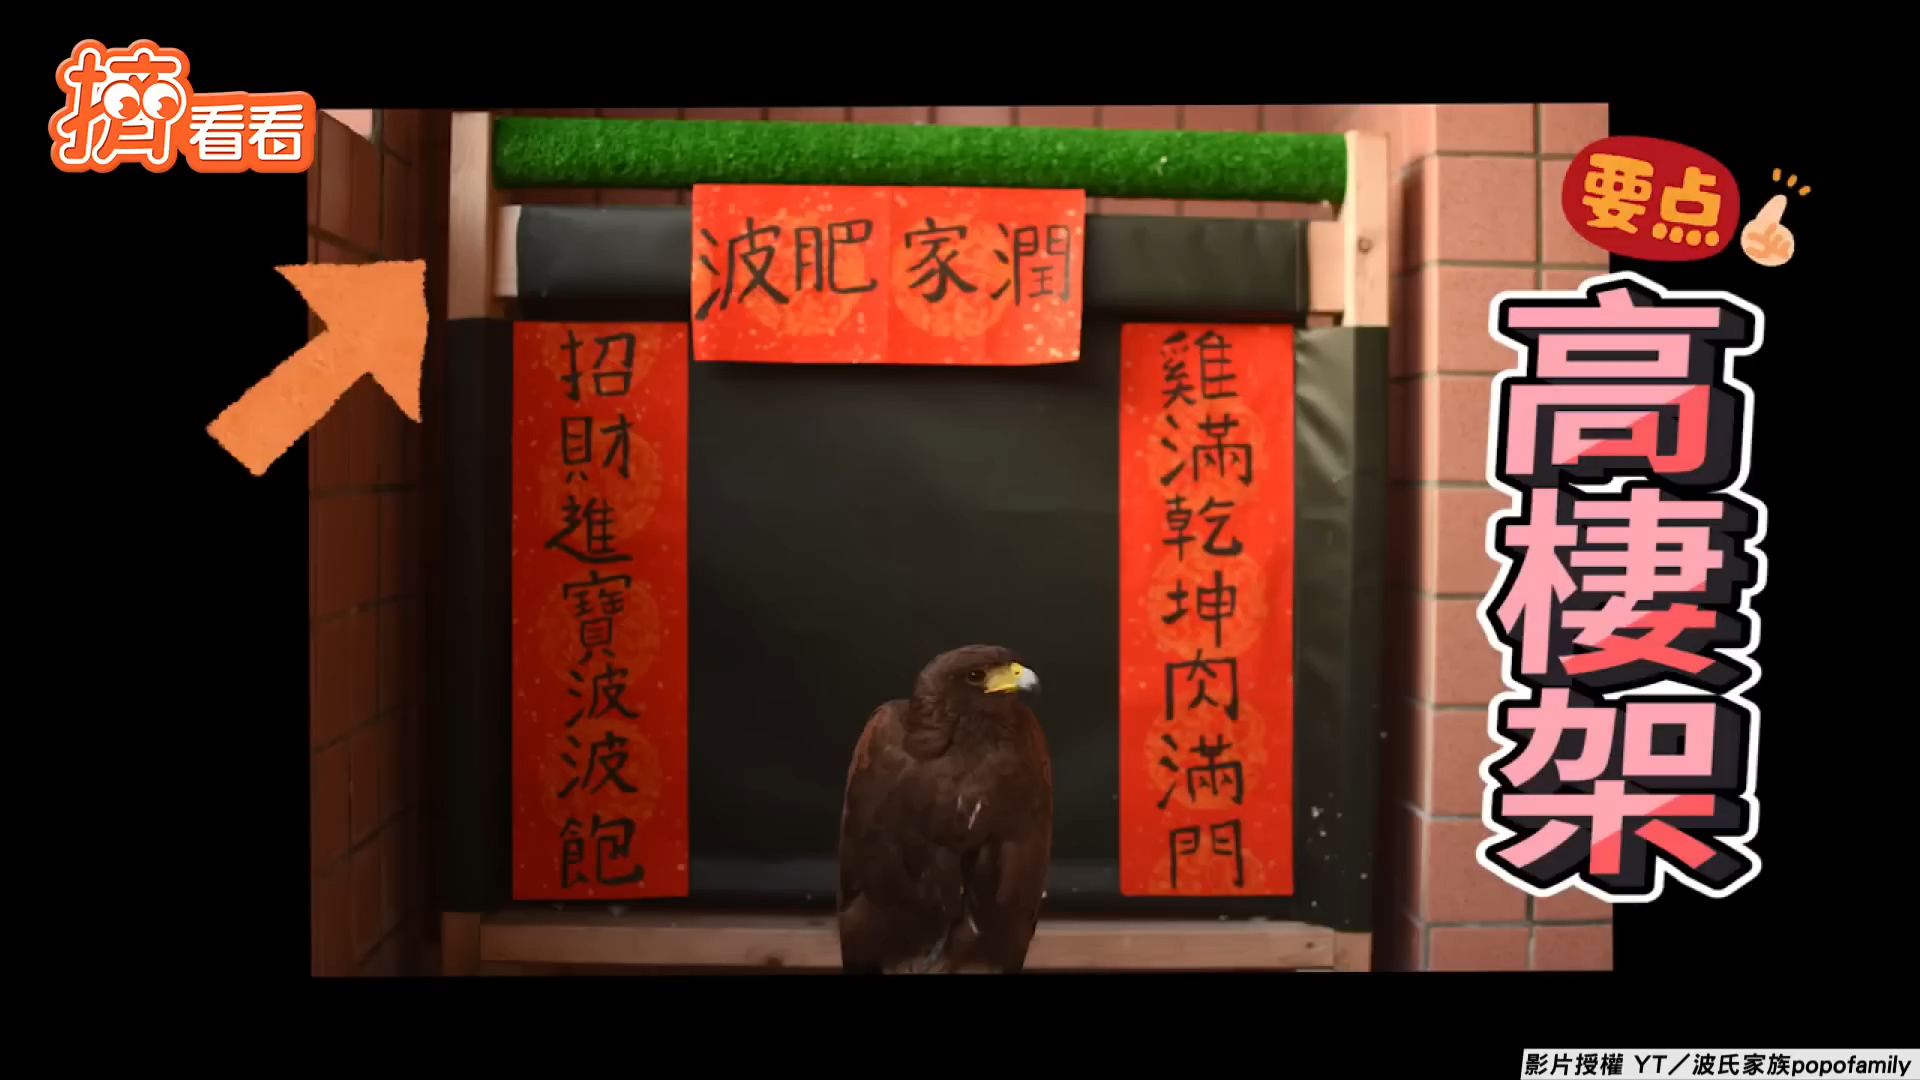 擠看看
要点
高棲架
波肥家潤
招財進寶波波飽
雞滿乾坤肉滿門
影片授權 YT／波氏家族popofamily